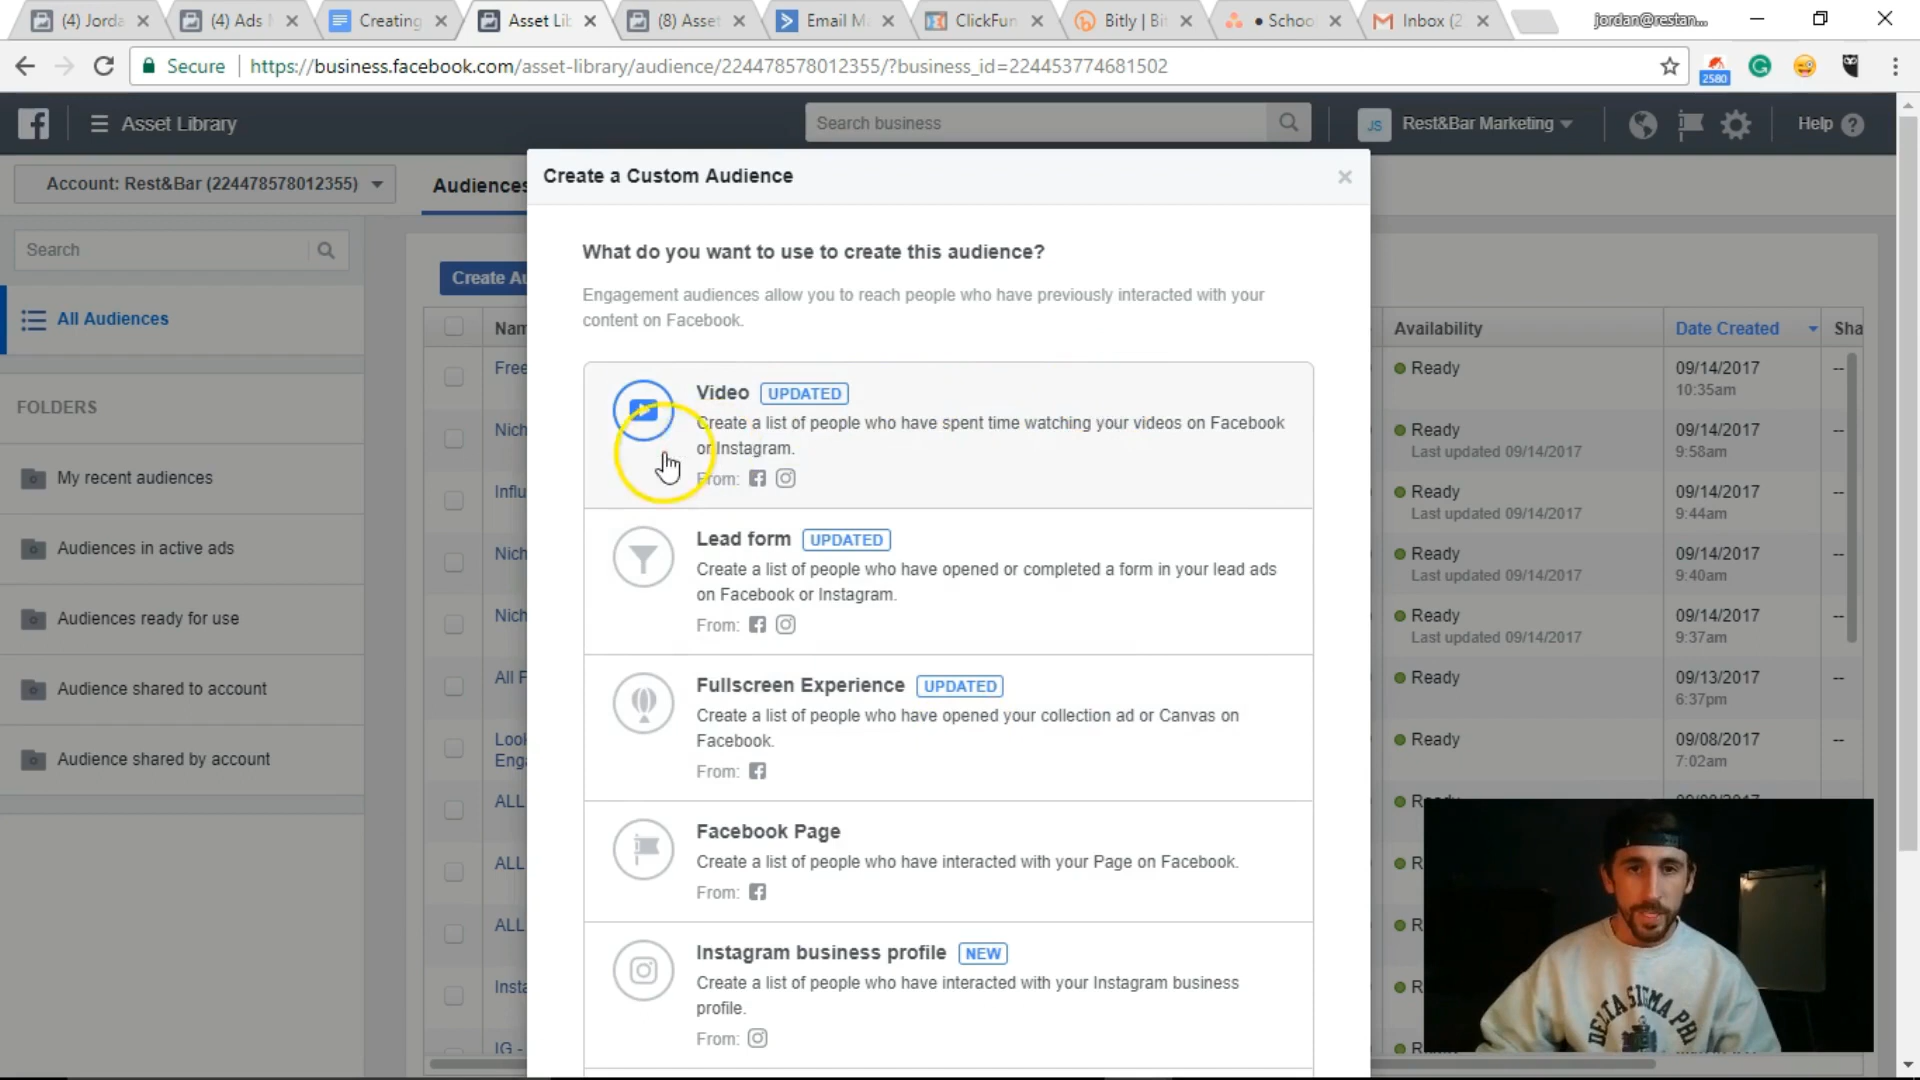 (4) Jorda
(4) Ads
Creating
Asset Lib
(8) Asset
Email M
ClickFun
Bitly | Bi
● Schoo
Inbox (2
jordan@restan...
Secure
https://business.facebook.com/asset-library/audience/224478578012355/?business_id=224453774681502
2580
Asset Library
Search business
JS
Rest&Bar Marketing
Help
Account: Rest&Bar (224478578012355)
Audiences
Search
All Audiences
FOLDERS
My recent audiences
Audiences in active ads
Audiences ready for use
Audience shared to account
Audience shared by account
Create Au
Nam
Free
Nich
Influ
Nich
Nich
All F
Look
Enga
ALL
ALL
ALL
Insta
IG -
Create a Custom Audience
What do you want to use to create this audience?
Engagement audiences allow you to reach people who have previously interacted with your
content on Facebook.
Video UPDATED
Create a list of people who have spent time watching your videos on Facebook
or Instagram.
From:
Lead form UPDATED
Create a list of people who have opened or completed a form in your lead ads
on Facebook or Instagram.
From:
Fullscreen Experience UPDATED
Create a list of people who have opened your collection ad or Canvas on
Facebook.
From:
Facebook Page
Create a list of people who have interacted with your Page on Facebook.
From:
Instagram business profile NEW
Create a list of people who have interacted with your Instagram business
profile.
From:
Availability
Date Created
Sha
Ready
09/14/2017
10:35am
--
Ready
Last updated 09/14/2017
09/14/2017
9:58am
--
Ready
Last updated 09/14/2017
09/14/2017
9:44am
--
Ready
Last updated 09/14/2017
09/14/2017
9:40am
--
Ready
Last updated 09/14/2017
09/14/2017
9:37am
--
Ready
09/13/2017
6:37pm
--
Ready
09/08/2017
7:02am
--
R
R
R
R
DELTA SIGMA PHI